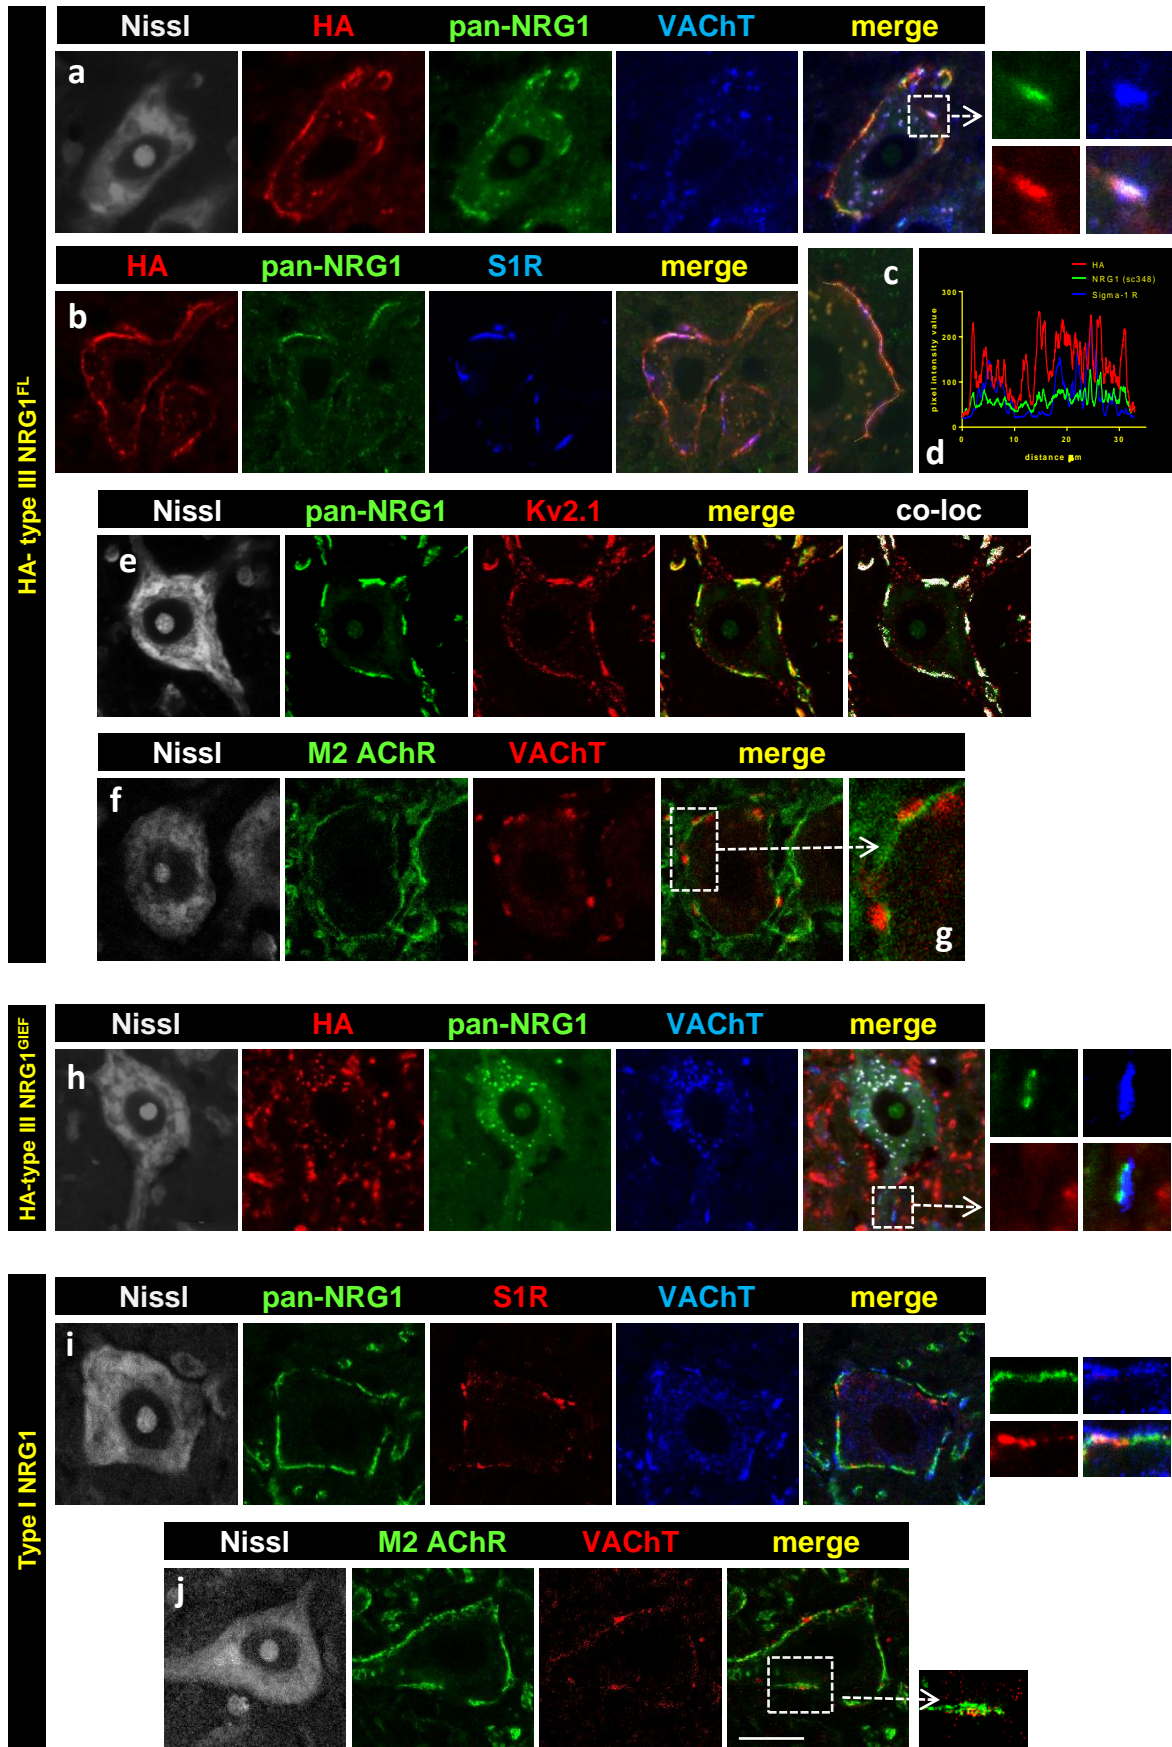 HA- type III NRG1FL
Nissl HA pan-NRG1 VAChT merge
a
HA pan-NRG1 S1R merge
b
c
HA
NRG1 (sc348)
Sigma-1 R
pixel intensity value
300
200
100
0
0 10 20 30
distance µm
d
Nissl pan-NRG1 Kv2.1 merge co-loc
e
Nissl M2 AChR VAChT merge
f
g
HA-type III NRG1GIEF
Nissl HA pan-NRG1 VAChT merge
h
Type I NRG1
Nissl pan-NRG1 S1R VAChT merge
i
Nissl M2 AChR VAChT merge
j